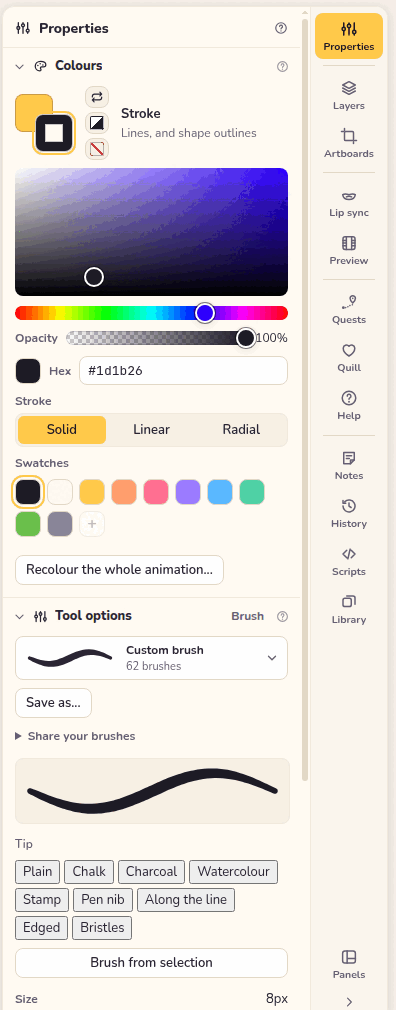 Properties
Colours
Stroke
Lines, and shape outlines
Opacity 100%
Hex #1d1b26
Stroke
Solid Linear Radial
Swatches
+
Recolour the whole animation...
Tool options Brush
Custom brush
62 brushes
Save as...
Share your brushes
Tip
Plain Chalk Charcoal Watercolour
Stamp Pen nib Along the line
Edged Bristles
Brush from selection
Size 8px
Properties
Layers
Artboards
Lip sync
Preview
Quests
Quill
Help
Notes
History
Scripts
Library
Panels